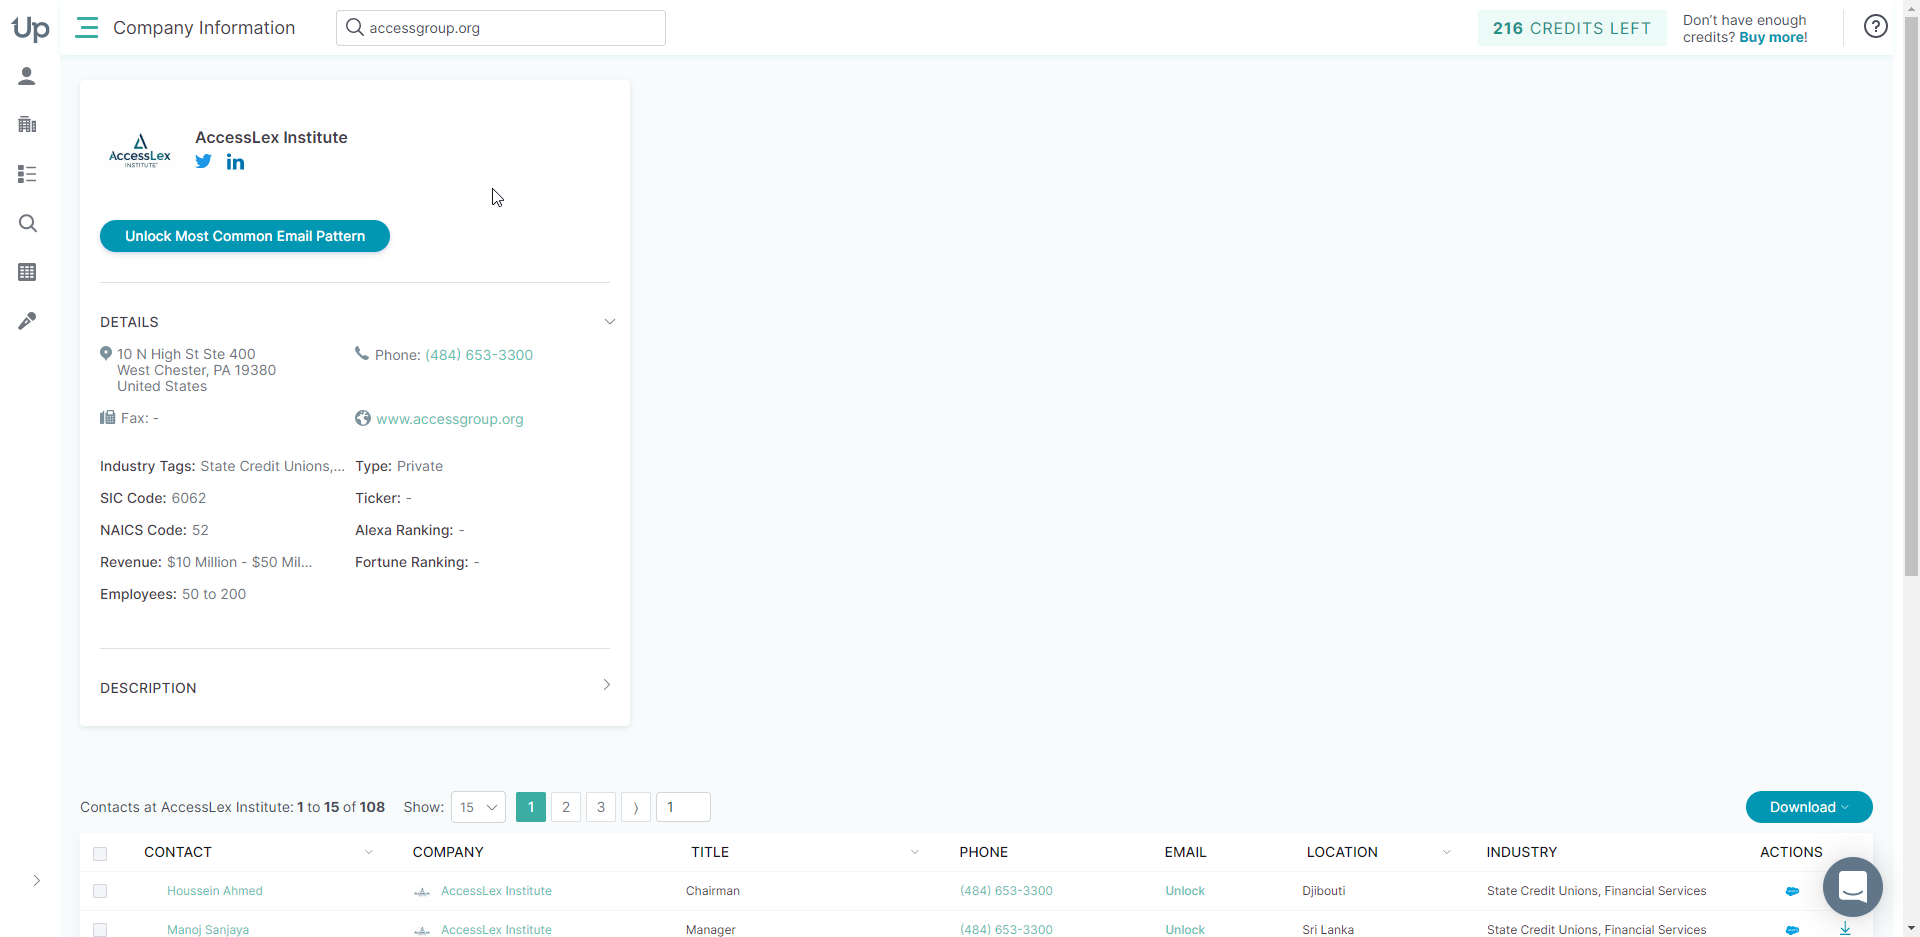 Up
Company Information
accessgroup.org
216 CREDITS LEFT
Don't have enough
credits? Buy more!
?
AccessLex
INSTITUTE
AccessLex Institute
Unlock Most Common Email Pattern
DETAILS
10 N High St Ste 400
West Chester, PA 19380
United States
Phone: (484) 653-3300
Fax: -
www.accessgroup.org
Industry Tags: State Credit Unions,...
Type: Private
SIC Code: 6062
Ticker: -
NAICS Code: 52
Alexa Ranking: -
Revenue: $10 Million - $50 Mil...
Fortune Ranking: -
Employees: 50 to 200
DESCRIPTION
Contacts at AccessLex Institute: 1 to 15 of 108 Show: 15 1 2 3 ⟩ 1
Download
CONTACT COMPANY TITLE PHONE EMAIL LOCATION INDUSTRY ACTIONS
Houssein Ahmed AccessLex Institute Chairman (484) 653-3300 Unlock Djibouti State Credit Unions, Financial Services
Manoj Sanjaya AccessLex Institute Manager (484) 653-3300 Unlock Sri Lanka State Credit Unions, Financial Services